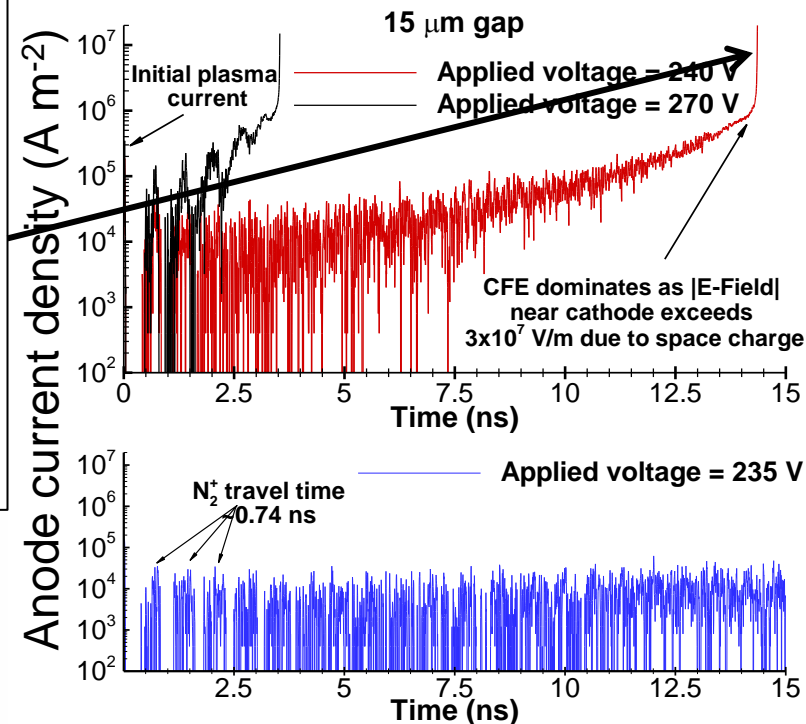 15 μm gap
Anode current density (A m⁻²)
10⁷
10⁶
10⁵
10⁴
10³
10²
Initial plasma
current
Applied voltage = 240 V
Applied voltage = 270 V
CFE dominates as |E-Field|
near cathode exceeds
3x10⁷ V/m due to space charge
0 2.5 5 7.5 10 12.5 15
Time (ns)
10⁷
10⁶
10⁵
10⁴
10³
10²
N₂⁺ travel time
~0.74 ns
Applied voltage = 235 V
2.5 5 7.5 10 12.5 15
Time (ns)